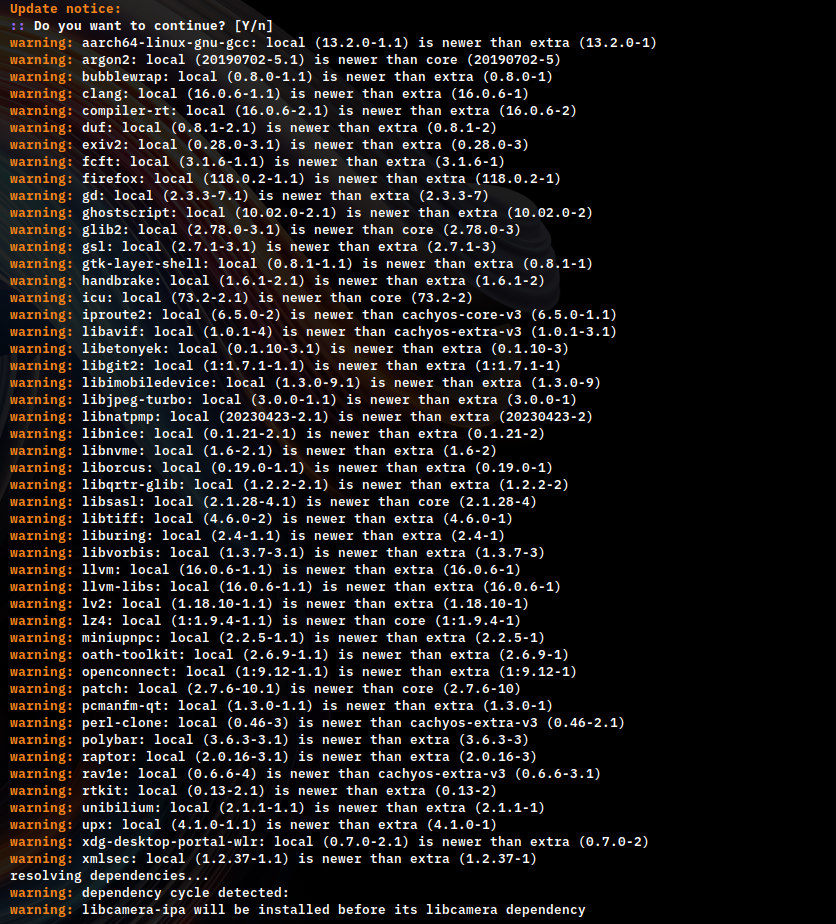 Update notice:
:: Do you want to continue? [Y/n]
warning: aarch64-linux-gnu-gcc: local (13.2.0-1.1) is newer than extra (13.2.0-1)
warning: argon2: local (20190702-5.1) is newer than core (20190702-5)
warning: bubblewrap: local (0.8.0-1.1) is newer than extra (0.8.0-1)
warning: clang: local (16.0.6-1.1) is newer than extra (16.0.6-1)
warning: compiler-rt: local (16.0.6-2.1) is newer than extra (16.0.6-2)
warning: duf: local (0.8.1-2.1) is newer than extra (0.8.1-2)
warning: exiv2: local (0.28.0-3.1) is newer than extra (0.28.0-3)
warning: fcft: local (3.1.6-1.1) is newer than extra (3.1.6-1)
warning: firefox: local (118.0.2-1.1) is newer than extra (118.0.2-1)
warning: gd: local (2.3.3-7.1) is newer than extra (2.3.3-7)
warning: ghostscript: local (10.02.0-2.1) is newer than extra (10.02.0-2)
warning: glib2: local (2.78.0-3.1) is newer than core (2.78.0-3)
warning: gsl: local (2.7.1-3.1) is newer than extra (2.7.1-3)
warning: gtk-layer-shell: local (0.8.1-1.1) is newer than extra (0.8.1-1)
warning: handbrake: local (1.6.1-2.1) is newer than extra (1.6.1-2)
warning: icu: local (73.2-2.1) is newer than core (73.2-2)
warning: iproute2: local (6.5.0-2) is newer than cachyos-core-v3 (6.5.0-1.1)
warning: libavif: local (1.0.1-4) is newer than cachyos-extra-v3 (1.0.1-3.1)
warning: libetonyek: local (0.1.10-3.1) is newer than extra (0.1.10-3)
warning: libgit2: local (1:1.7.1-1.1) is newer than extra (1:1.7.1-1)
warning: libimobiledevice: local (1.3.0-9.1) is newer than extra (1.3.0-9)
warning: libjpeg-turbo: local (3.0.0-1.1) is newer than extra (3.0.0-1)
warning: libnatpmp: local (20230423-2.1) is newer than extra (20230423-2)
warning: libnice: local (0.1.21-2.1) is newer than extra (0.1.21-2)
warning: libnvme: local (1.6-2.1) is newer than extra (1.6-2)
warning: liborcus: local (0.19.0-1.1) is newer than extra (0.19.0-1)
warning: libqrtr-glib: local (1.2.2-2.1) is newer than extra (1.2.2-2)
warning: libsasl: local (2.1.28-4.1) is newer than core (2.1.28-4)
warning: libtiff: local (4.6.0-2) is newer than extra (4.6.0-1)
warning: liburing: local (2.4-1.1) is newer than extra (2.4-1)
warning: libvorbis: local (1.3.7-3.1) is newer than extra (1.3.7-3)
warning: llvm: local (16.0.6-1.1) is newer than extra (16.0.6-1)
warning: llvm-libs: local (16.0.6-1.1) is newer than extra (16.0.6-1)
warning: lv2: local (1.18.10-1.1) is newer than extra (1.18.10-1)
warning: lz4: local (1:1.9.4-1.1) is newer than core (1:1.9.4-1)
warning: miniupnpc: local (2.2.5-1.1) is newer than extra (2.2.5-1)
warning: oath-toolkit: local (2.6.9-1.1) is newer than extra (2.6.9-1)
warning: openconnect: local (1:9.12-1.1) is newer than extra (1:9.12-1)
warning: patch: local (2.7.6-10.1) is newer than core (2.7.6-10)
warning: pcmanfm-qt: local (1.3.0-1.1) is newer than extra (1.3.0-1)
warning: perl-clone: local (0.46-3) is newer than cachyos-extra-v3 (0.46-2.1)
warning: polybar: local (3.6.3-3.1) is newer than extra (3.6.3-3)
warning: raptor: local (2.0.16-3.1) is newer than extra (2.0.16-3)
warning: rav1e: local (0.6.6-4) is newer than cachyos-extra-v3 (0.6.6-3.1)
warning: rtkit: local (0.13-2.1) is newer than extra (0.13-2)
warning: unibilium: local (2.1.1-1.1) is newer than extra (2.1.1-1)
warning: upx: local (4.1.0-1.1) is newer than extra (4.1.0-1)
warning: xdg-desktop-portal-wlr: local (0.7.0-2.1) is newer than extra (0.7.0-2)
warning: xmlsec: local (1.2.37-1.1) is newer than extra (1.2.37-1)
resolving dependencies...
warning: dependency cycle detected:
warning: libcamera-ipa will be installed before its libcamera dependency